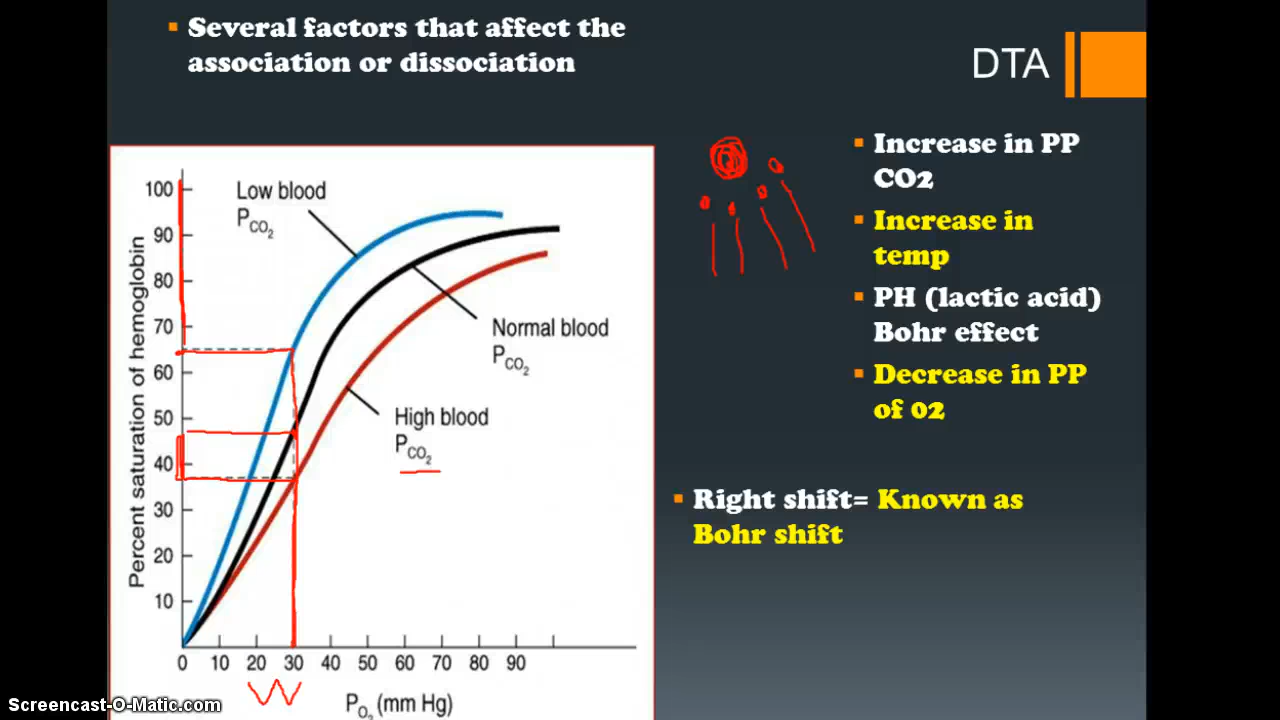 Several factors that affect the
association or dissociation
DTA
Increase in PP
CO2
Increase in
temp
PH (lactic acid)
Bohr effect
Decrease in PP
of 02
Right shift= Known as
Bohr shift
Percent saturation of hemoglobin
100
90
80
70
60
50
40
30
20
10
Low blood
PCO2
Normal blood
PCO2
High blood
PCO2
0 10 20 30 40 50 60 70 80 90
PO2 (mm Hg)
Screencast-O-Matic.com